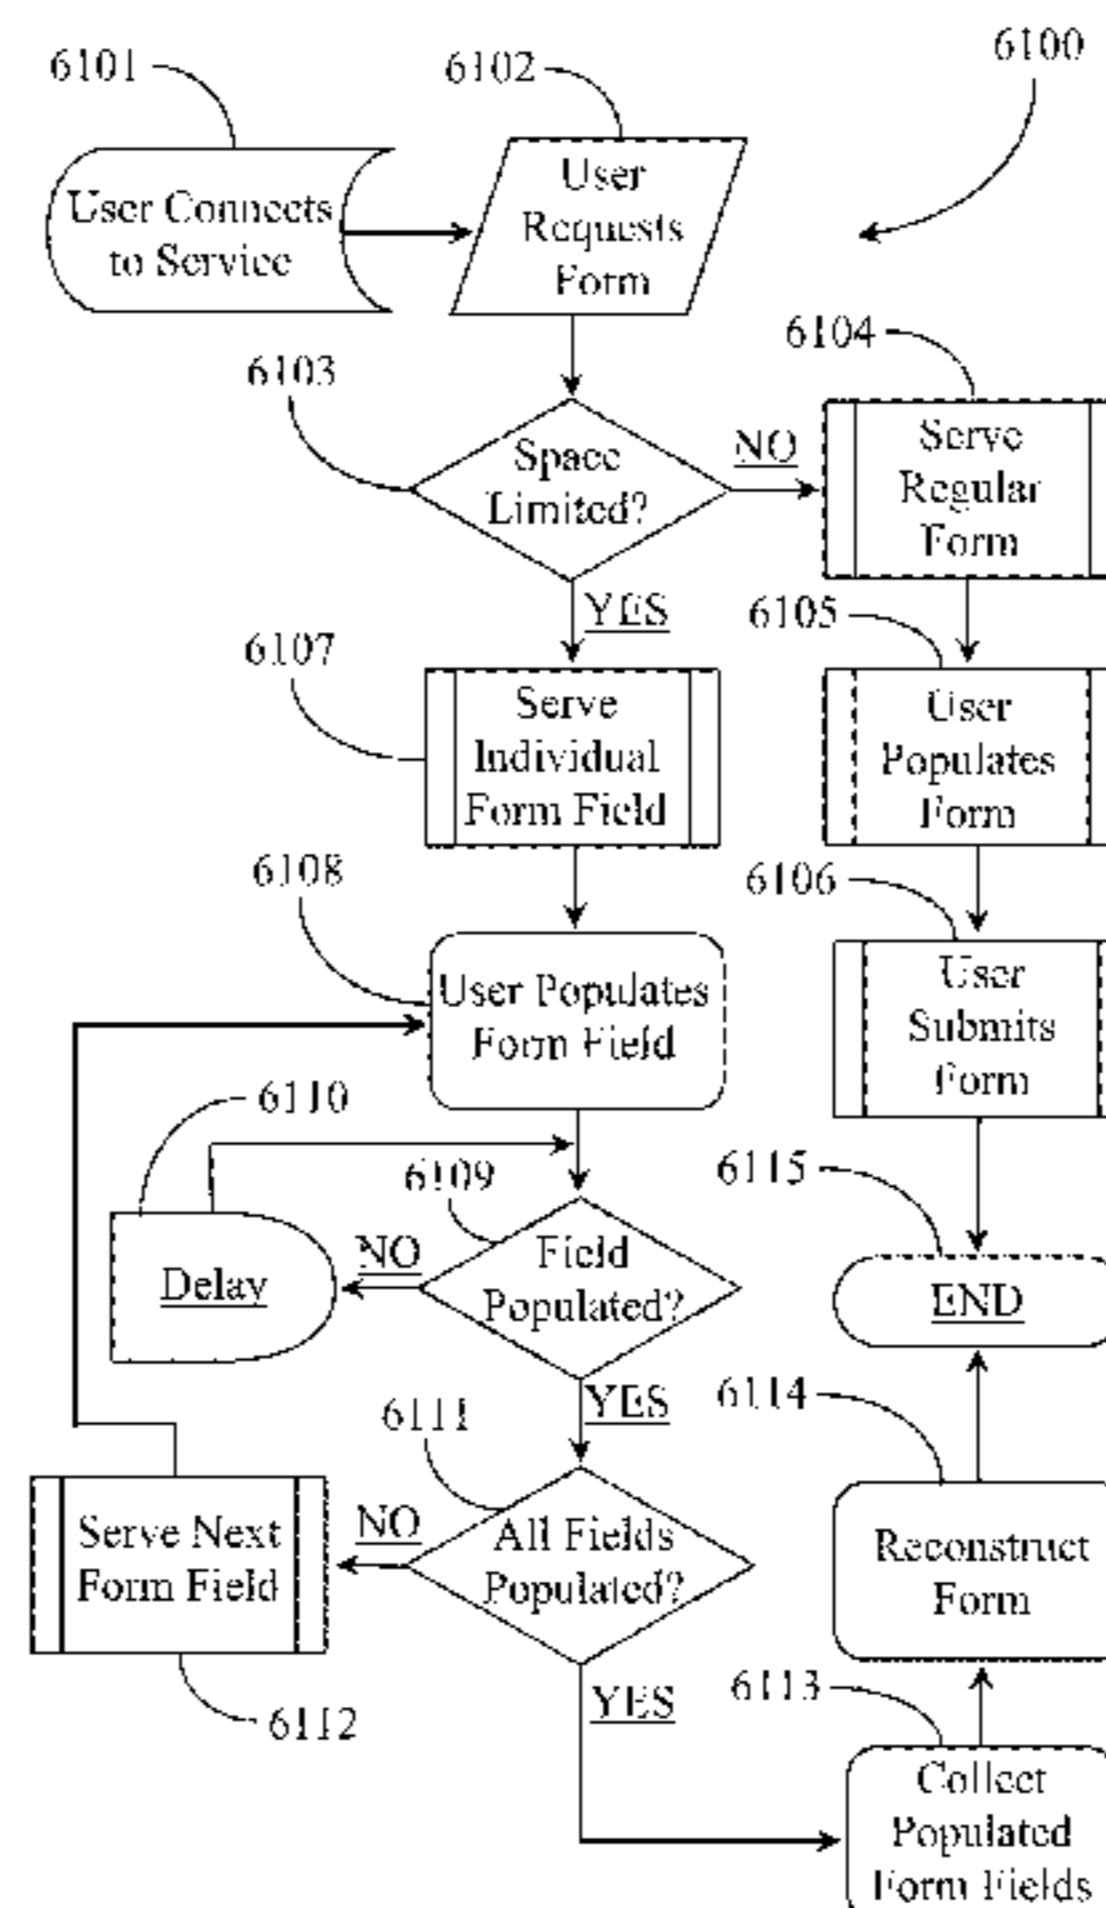 6101
6102
6100
User Connects
to Service
User
Requests
Form
6103
6104
Space
Limited?
NO
Serve
Regular
Form
YES
6105
6107
Serve
Individual
Form Field
User
Populates
Form
6108
6106
User Populates
Form Field
User
Submits
Form
6110
6109
6115
Delay
NO
Field
Populated?
END
YES
6111
6114
Serve Next
Form Field
NO
All Fields
Populated?
Reconstruct
Form
6112
YES
6113
Collect
Populated
Form Fields